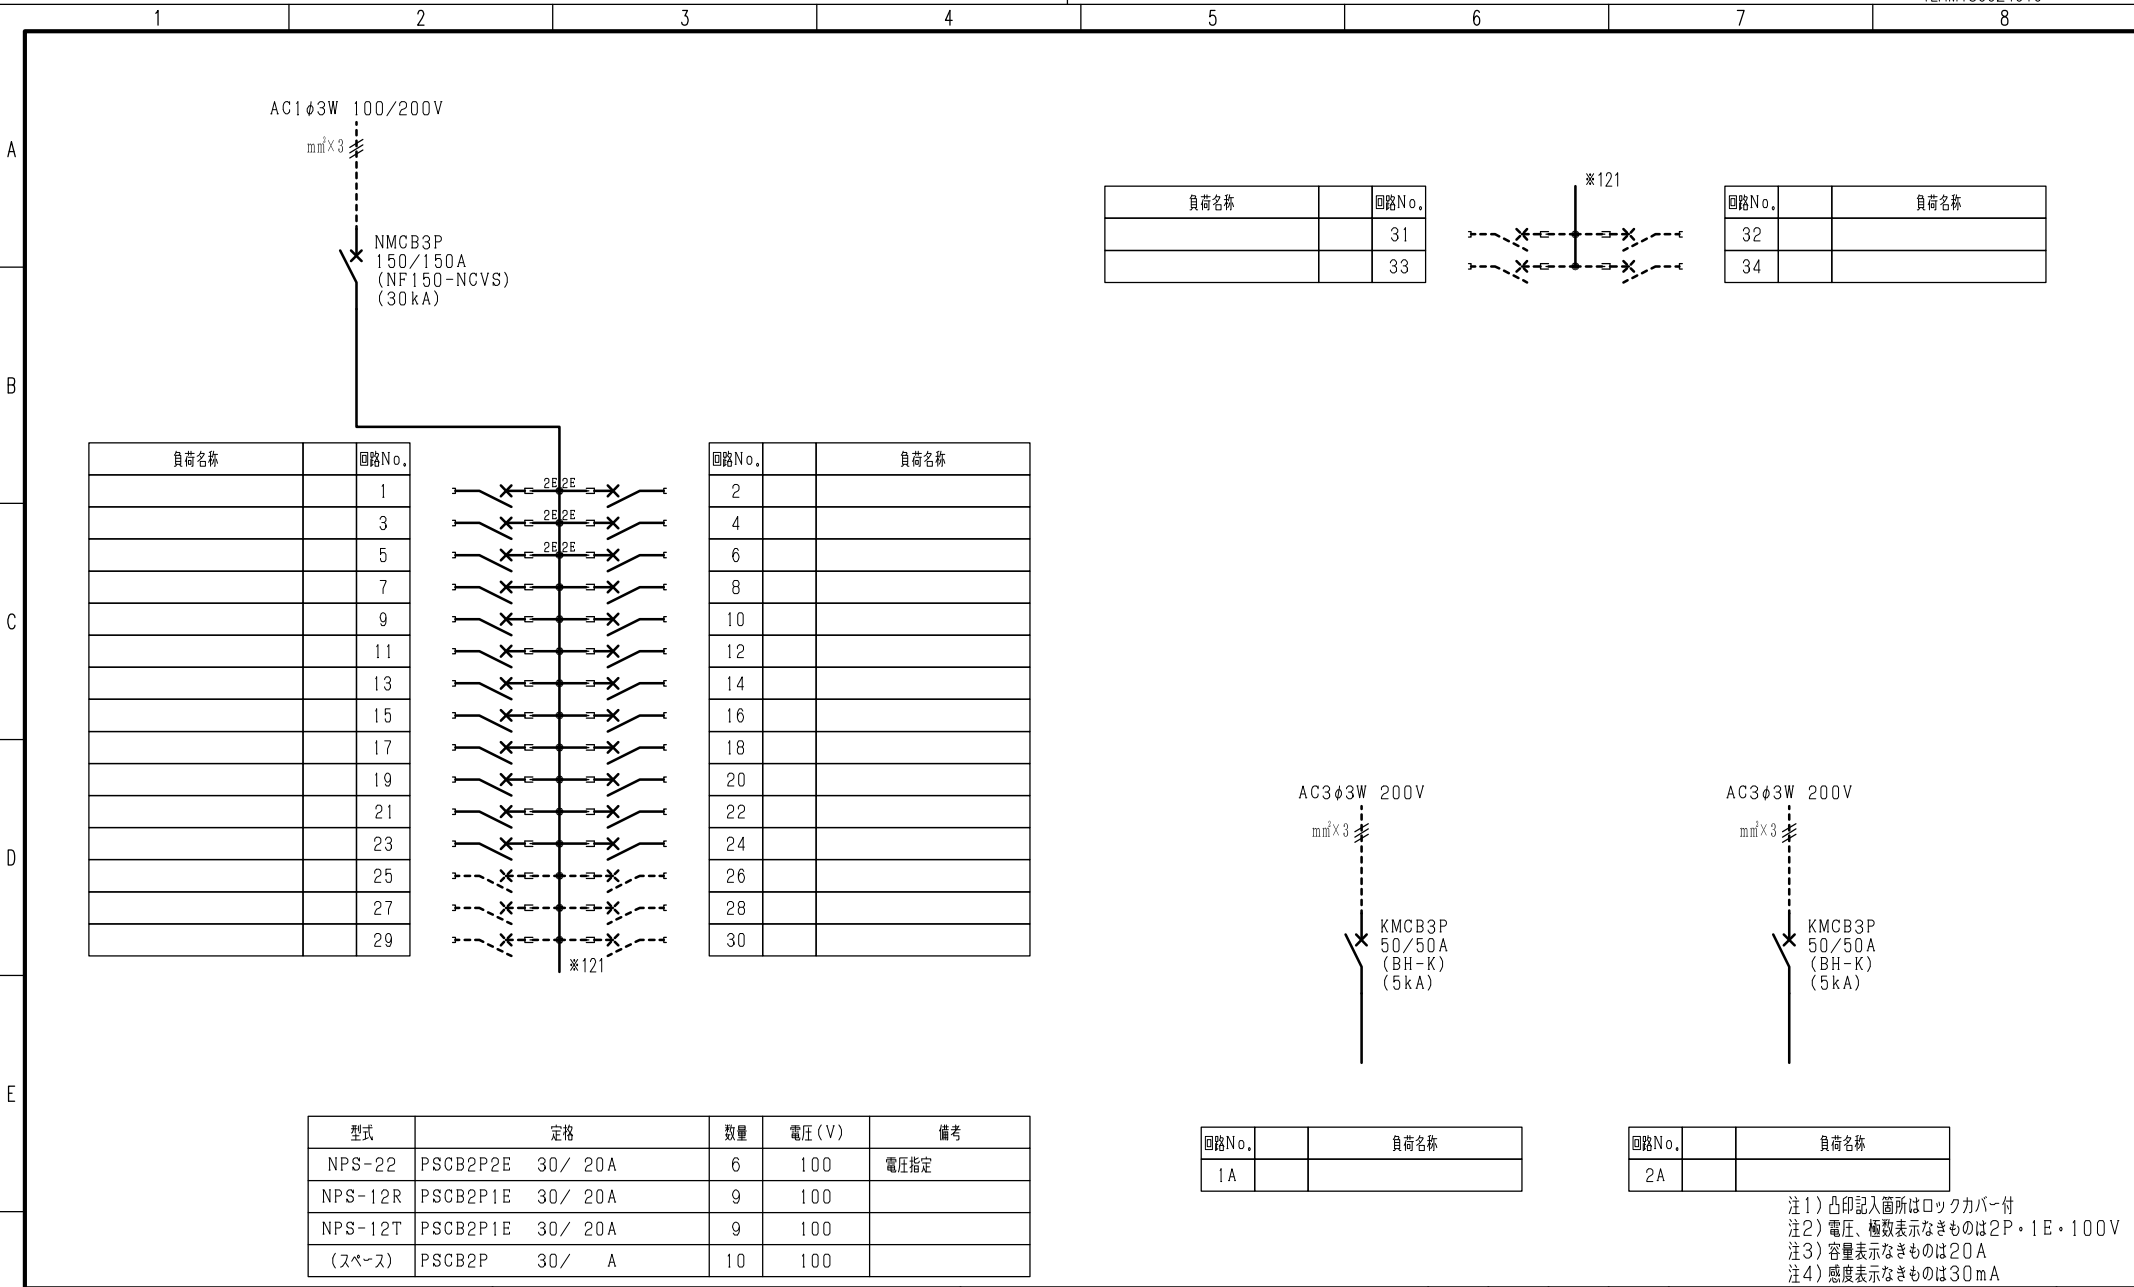 1 2 3 4 5 6 7 8
A
B
C
D
E
AC1φ3W 100/200V
mm²×3
NMCB3P
150/150A
(NF150-NCVS)
(30kA)
負荷名称 回路No.
31
33
※121
回路No. 負荷名称
32
34
負荷名称 回路No.
1
3
5
7
9
11
13
15
17
19
21
23
25
27
29
2E 2E
2E 2E
2E 2E
※121
回路No. 負荷名称
2
4
6
8
10
12
14
16
18
20
22
24
26
28
30
AC3φ3W 200V
mm²×3
KMCB3P
50/50A
(BH-K)
(5kA)
AC3φ3W 200V
mm²×3
KMCB3P
50/50A
(BH-K)
(5kA)
型式 定格 数量 電圧(V) 備考
NPS-22 PSCB2P2E 30/ 20A 6 100 電圧指定
NPS-12R PSCB2P1E 30/ 20A 9 100
NPS-12T PSCB2P1E 30/ 20A 9 100
(スペース) PSCB2P 30/ A 10 100
回路No. 負荷名称
1A
回路No. 負荷名称
2A
注1)凸印記入箇所はロックカバー付
注2)電圧、極数表示なきものは2P・1E・100V
注3)容量表示なきものは20A
注4)感度表示なきものは30mA